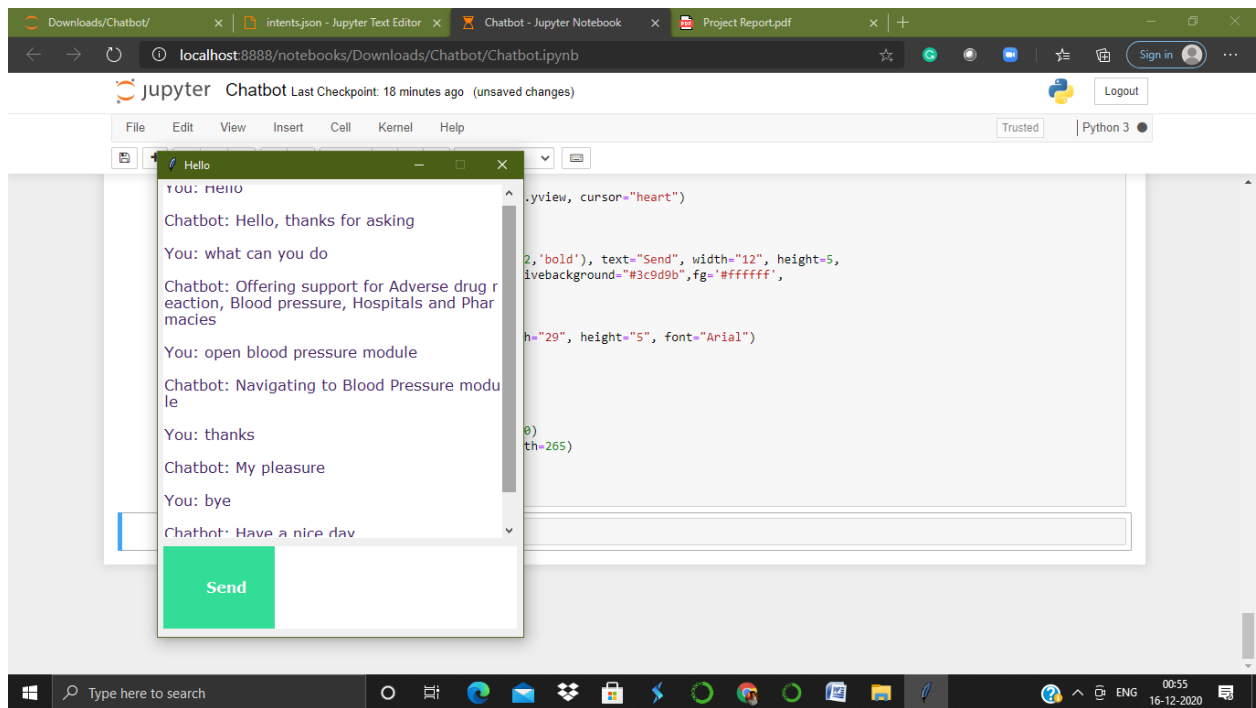 Downloads/Chatbot/
intents.json - Jupyter Text Editor
Chatbot - Jupyter Notebook
Project Report.pdf
localhost:8888/notebooks/Downloads/Chatbot/Chatbot.ipynb
Sign in
jupyter Chatbot Last Checkpoint: 18 minutes ago (unsaved changes)
Logout
File Edit View Insert Cell Kernel Help
Trusted
Python 3
Hello
You: Hello
Chatbot: Hello, thanks for asking
You: what can you do
Chatbot: Offering support for Adverse drug r
eaction, Blood pressure, Hospitals and Phar
macies
You: open blood pressure module
Chatbot: Navigating to Blood Pressure modu
le
You: thanks
Chatbot: My pleasure
You: bye
Chatbot: Have a nice day
Send
.yview, cursor="heart")
2,'bold'), text="Send", width="12", height=5,
ivebackground="#3c9d9b",fg='#ffffff',
h="29", height="5", font="Arial")
0)
th=265)
Type here to search
ENG
00:55
16-12-2020